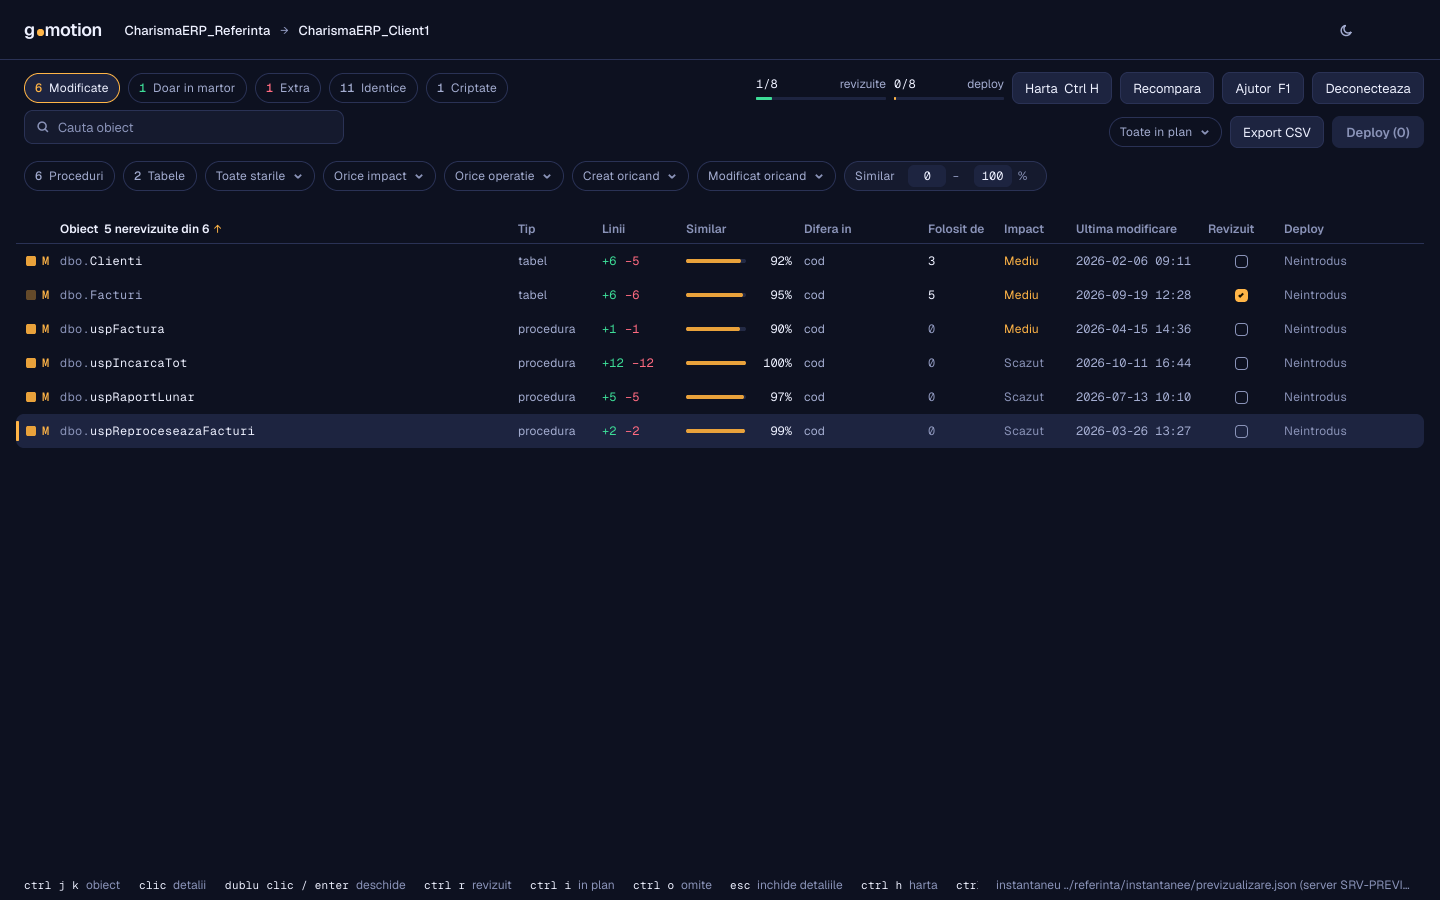 gomotion CharismaERP_Referinta → CharismaERP_Client1
6 Modificate 1 Doar in martor 1 Extra 11 Identice 1 Criptate 1/8 revizuite 0/8 deploy Harta Ctrl H Recompara Ajutor F1 Deconecteaza
Cauta obiect Toate in plan Export CSV Deploy (0)
6 Proceduri 2 Tabele Toate starile Orice impact Orice operatie Creat oricand Modificat oricand Similar 0 – 100 %
Obiect 5 nerevizuite din 6 ↑ Tip Linii Similar Difera in Folosit de Impact Ultima modificare Revizuit Deploy
M dbo.Clienti tabel +6 −5 92% cod 3 Mediu 2026-02-06 09:11 Neintrodus
M dbo.Facturi tabel +6 −6 95% cod 5 Mediu 2026-09-19 12:28 Neintrodus
M dbo.uspFactura procedura +1 −1 90% cod 0 Mediu 2026-04-15 14:36 Neintrodus
M dbo.uspIncarcaTot procedura +12 −12 100% cod 0 Scazut 2026-10-11 16:44 Neintrodus
M dbo.uspRaportLunar procedura +5 −5 97% cod 0 Scazut 2026-07-13 10:10 Neintrodus
M dbo.uspReproceseazaFacturi procedura +2 −2 99% cod 0 Scazut 2026-03-26 13:27 Neintrodus
ctrl j k obiect clic detalii dublu clic / enter deschide ctrl r revizuit ctrl i in plan ctrl o omite esc inchide detaliile ctrl h harta ctr instantaneu ../referinta/instantanee/previzualizare.json (server SRV-PREVI...